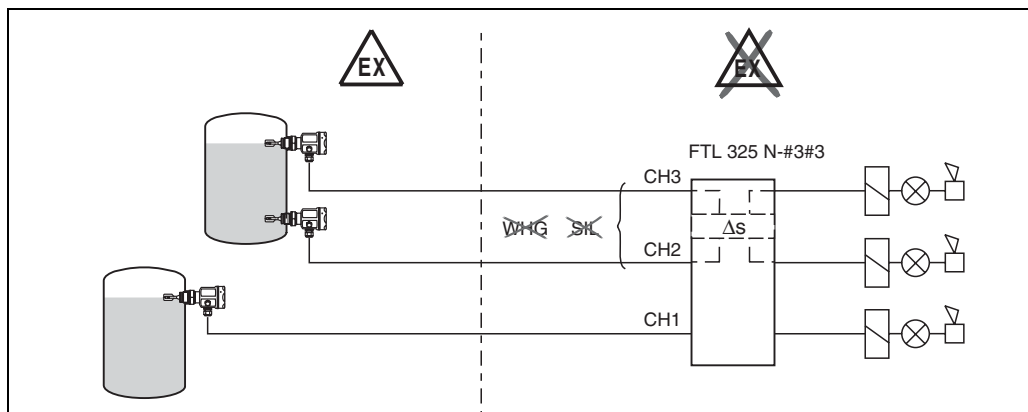 EX
EX
FTL 325 N-#3#3
CH3
WHG SIL
Δs
CH2
CH1